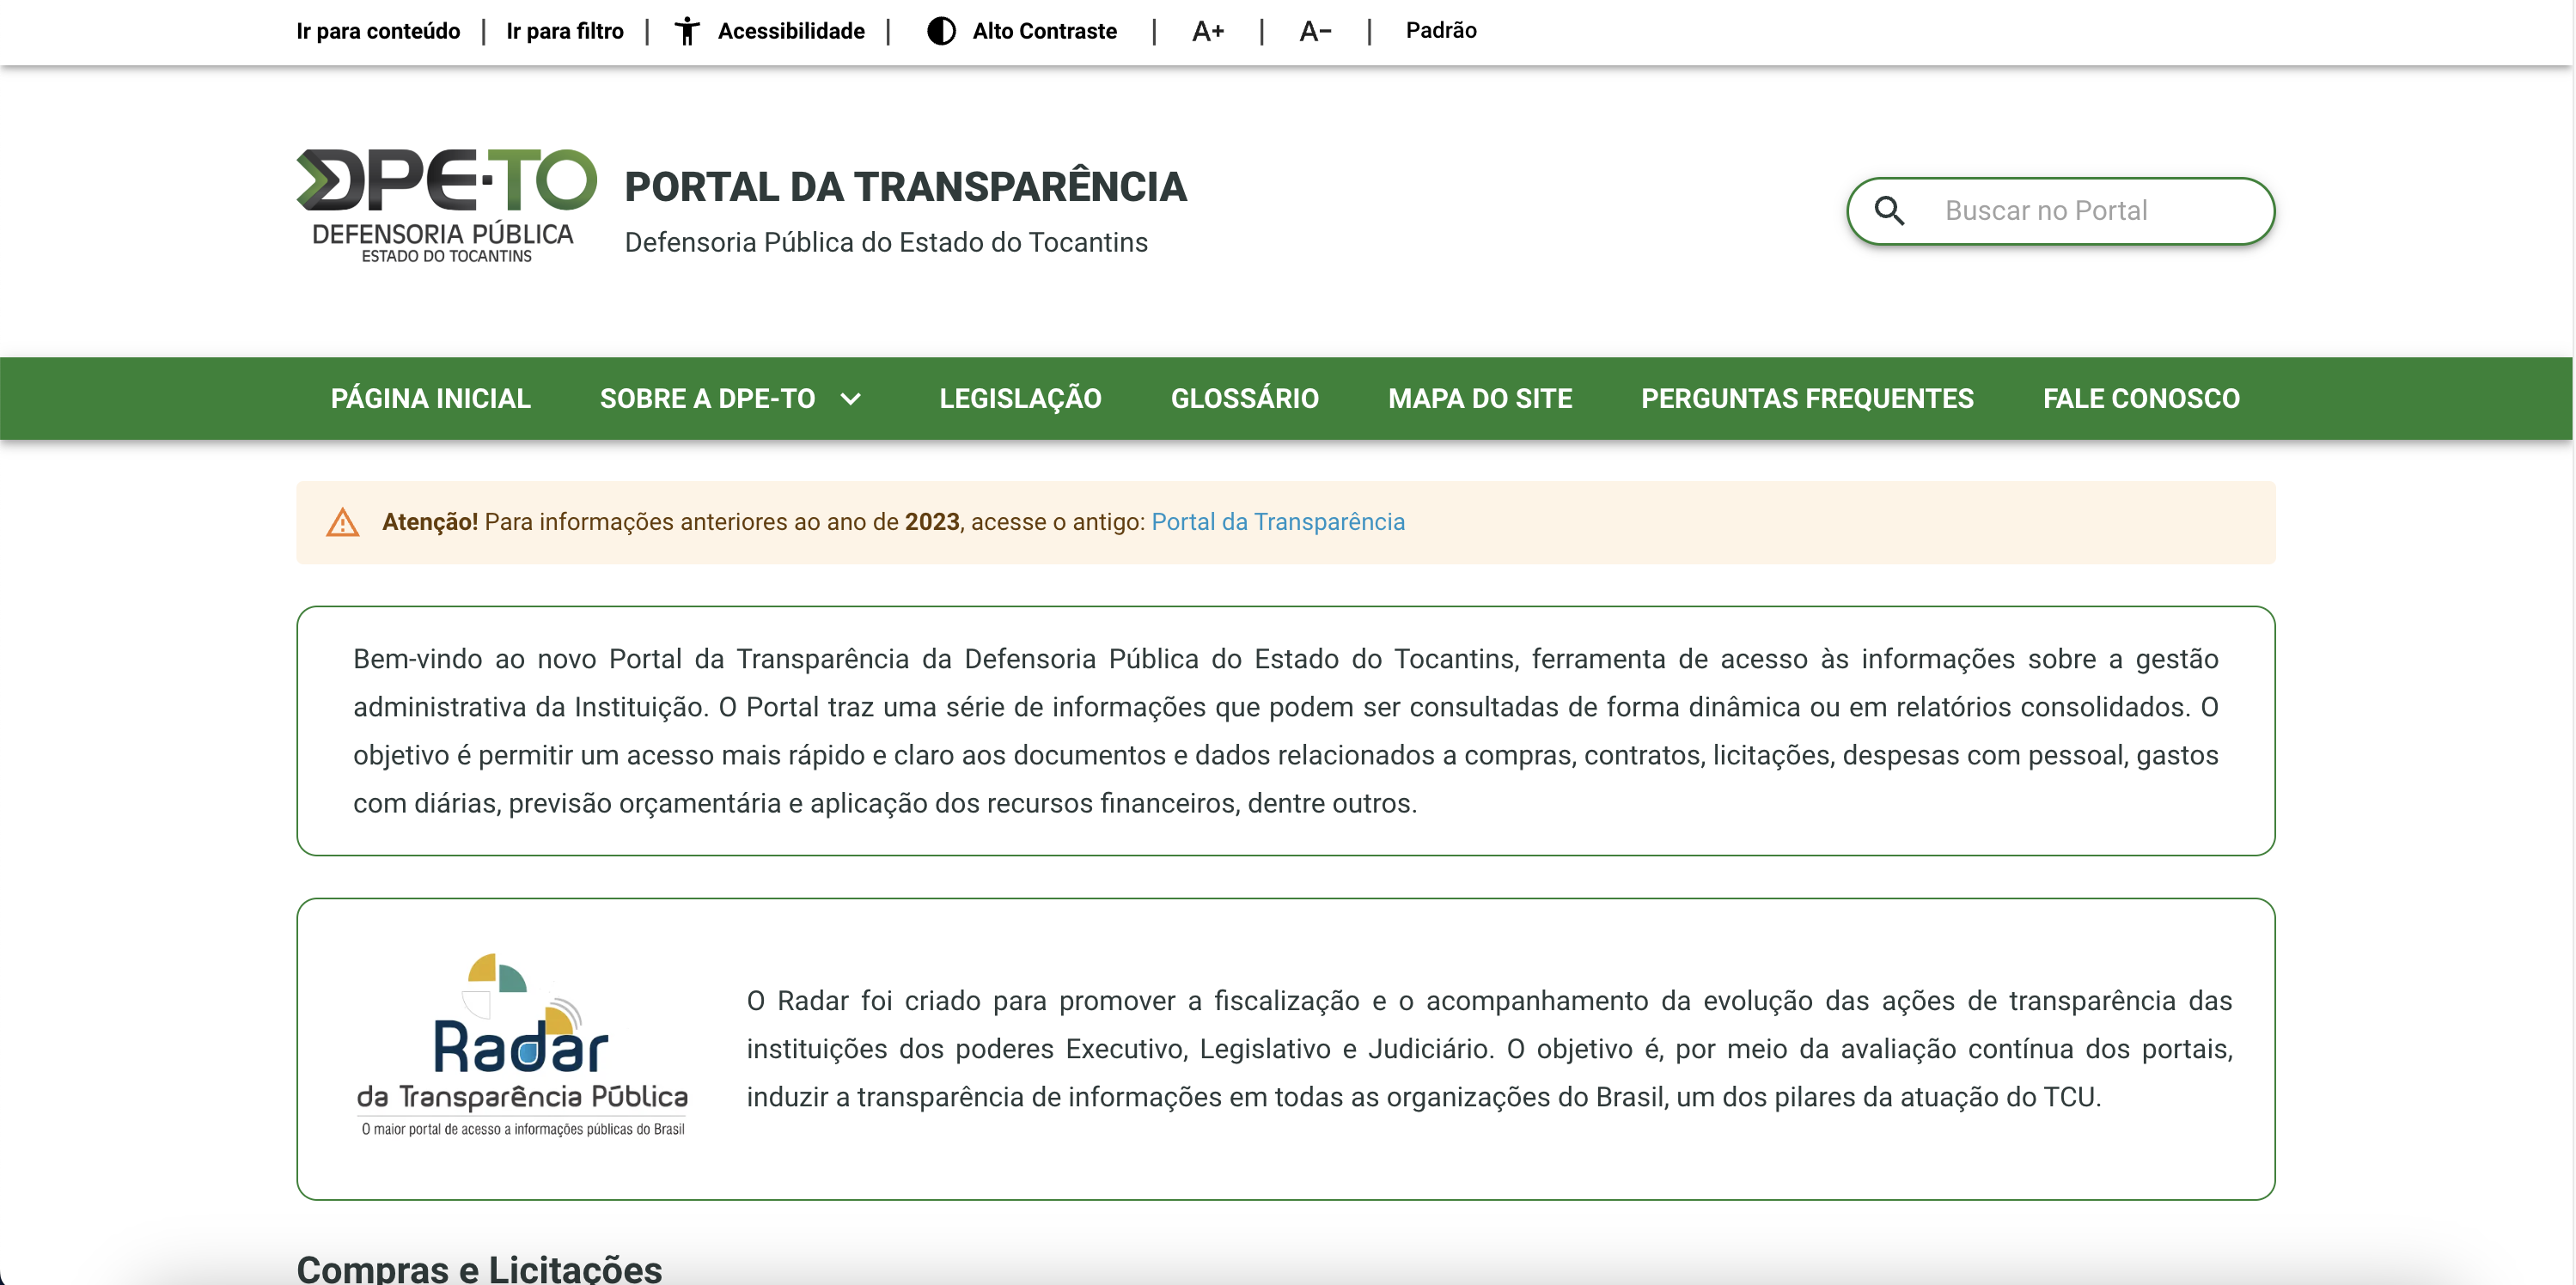 Ir para conteúdo | Ir para filtro | Acessibilidade | Alto Contraste | A+ | A- | Padrão
DPE-TO
DEFENSORIA PÚBLICA
ESTADO DO TOCANTINS
PORTAL DA TRANSPARÊNCIA
Defensoria Pública do Estado do Tocantins
Buscar no Portal
PÁGINA INICIAL SOBRE A DPE-TO LEGISLAÇÃO GLOSSÁRIO MAPA DO SITE PERGUNTAS FREQUENTES FALE CONOSCO
Atenção! Para informações anteriores ao ano de 2023, acesse o antigo: Portal da Transparência
Bem-vindo ao novo Portal da Transparência da Defensoria Pública do Estado do Tocantins, ferramenta de acesso às informações sobre a gestão
administrativa da Instituição. O Portal traz uma série de informações que podem ser consultadas de forma dinâmica ou em relatórios consolidados. O
objetivo é permitir um acesso mais rápido e claro aos documentos e dados relacionados a compras, contratos, licitações, despesas com pessoal, gastos
com diárias, previsão orçamentária e aplicação dos recursos financeiros, dentre outros.
Radar
da Transparência Pública
O maior portal de acesso a informações públicas do Brasil
O Radar foi criado para promover a fiscalização e o acompanhamento da evolução das ações de transparência das
instituições dos poderes Executivo, Legislativo e Judiciário. O objetivo é, por meio da avaliação contínua dos portais,
induzir a transparência de informações em todas as organizações do Brasil, um dos pilares da atuação do TCU.
Compras e Licitações